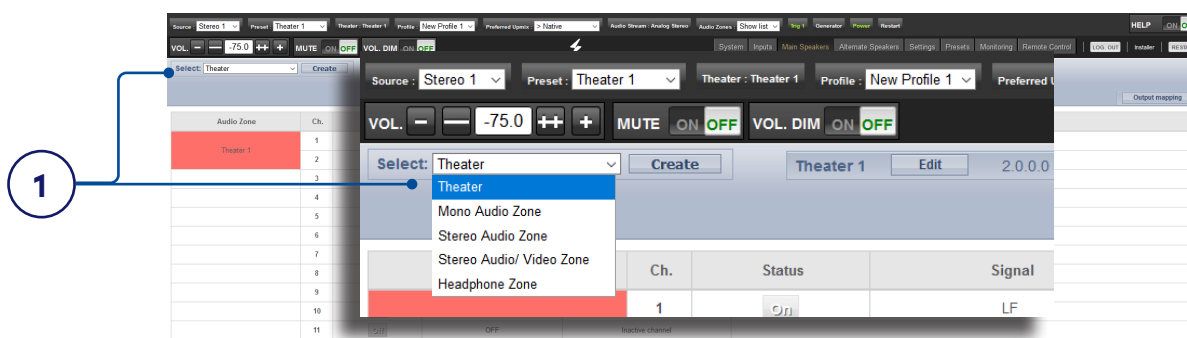 Source : Stereo 1 Preset : Theater 1 Theater : Theater 1 Profile : New Profile 1 Preferred Upmix : > Native Audio Stream : Analog Stereo Audio Zones : Show list Trig 1 Generator Power Restart HELP ON
VOL. - — -75.0 ++ + MUTE ON OFF VOL. DIM ON OFF System Inputs Main Speakers Alternate Speakers Settings Presets Monitoring Remote Control LOG OUT Installer
Select: Theater Create
Output mapping
Audio Zone Ch.
Theater 1
1
2
3
4
5
6
7
8
9
10
11 Off OFF Inactive channel
1
Source : Stereo 1 Preset : Theater 1 Theater : Theater 1 Profile : New Profile 1 Preferred
VOL. - — -75.0 ++ + MUTE ON OFF VOL. DIM ON OFF
Select: Theater Create Theater 1 Edit 2.0.0.0
Theater
Mono Audio Zone
Stereo Audio Zone
Stereo Audio/ Video Zone
Headphone Zone
Ch. Status Signal
1 On LF